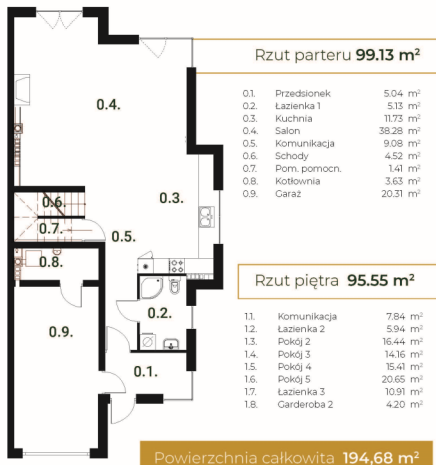 0.4.
0.3.
0.6.
0.7.
0.5.
0.8.
0.2.
0.9.
0.1.
Rzut parteru 99.13 m²
0.1. Przedsionek 5.04 m²
0.2. Łazienka 1 5.13 m²
0.3. Kuchnia 11.73 m²
0.4. Salon 38.28 m²
0.5. Komunikacja 9.08 m²
0.6. Schody 4.52 m²
0.7. Pom. pomocn. 1.41 m²
0.8. Kotłownia 3.63 m²
0.9. Garaż 20.31 m²
Rzut piętra 95.55 m²
1.1. Komunikacja 7.84 m²
1.2. Łazienka 2 5.94 m²
1.3. Pokój 2 16.44 m²
1.4. Pokój 3 14.16 m²
1.5. Pokój 4 15.41 m²
1.6. Pokój 5 20.65 m²
1.7. Łazienka 3 10.91 m²
1.8. Garderoba 2 4.20 m²
Powierzchnia całkowita 194,68 m²